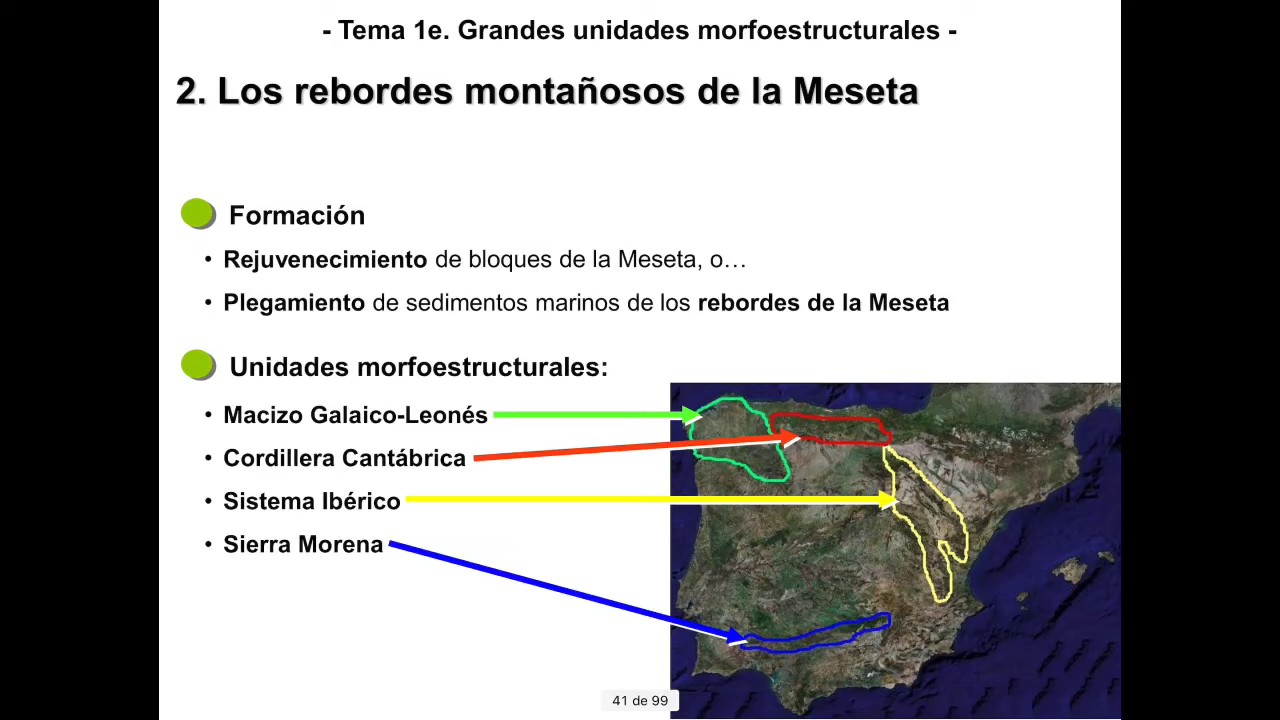 - Tema 1e. Grandes unidades morfoestructurales -
2. Los rebordes montañosos de la Meseta
Formación
• Rejuvenecimiento de bloques de la Meseta, o…
• Plegamiento de sedimentos marinos de los rebordes de la Meseta
Unidades morfoestructurales:
• Macizo Galaico-Leonés
• Cordillera Cantábrica
• Sistema Ibérico
• Sierra Morena
41 de 99